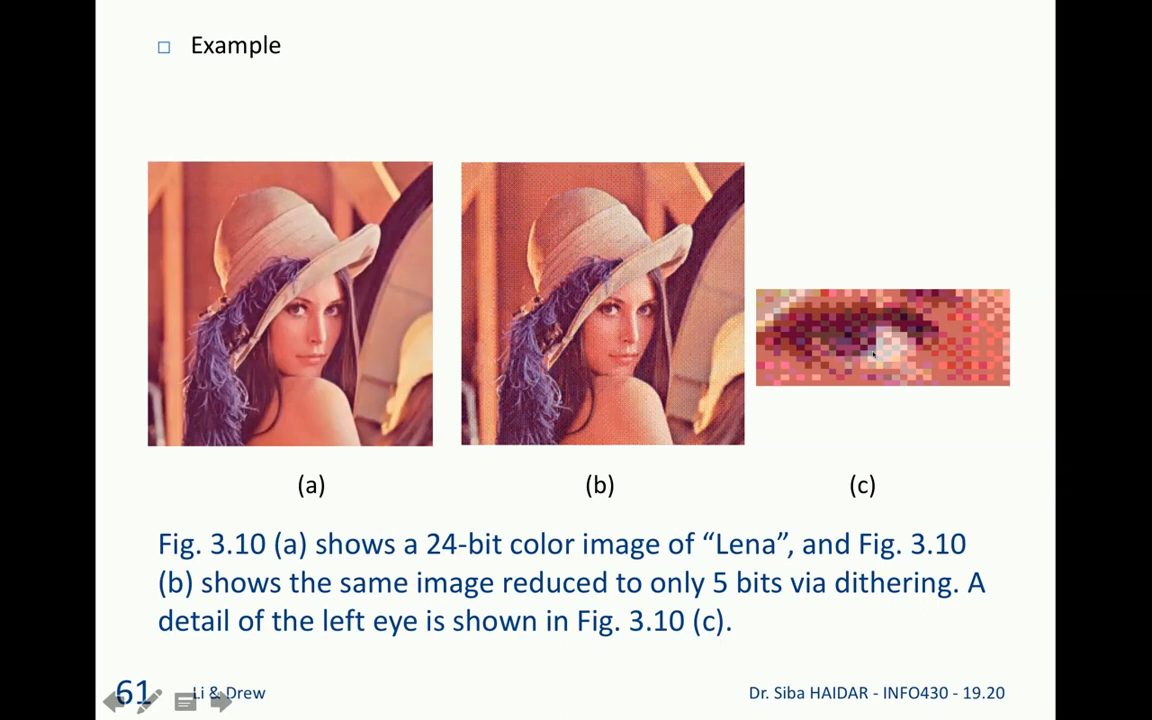 Example
(a)
(b)
(c)
Fig. 3.10 (a) shows a 24-bit color image of “Lena”, and Fig. 3.10
(b) shows the same image reduced to only 5 bits via dithering. A
detail of the left eye is shown in Fig. 3.10 (c).
61
Li & Drew
Dr. Siba HAIDAR - INFO430 - 19.20